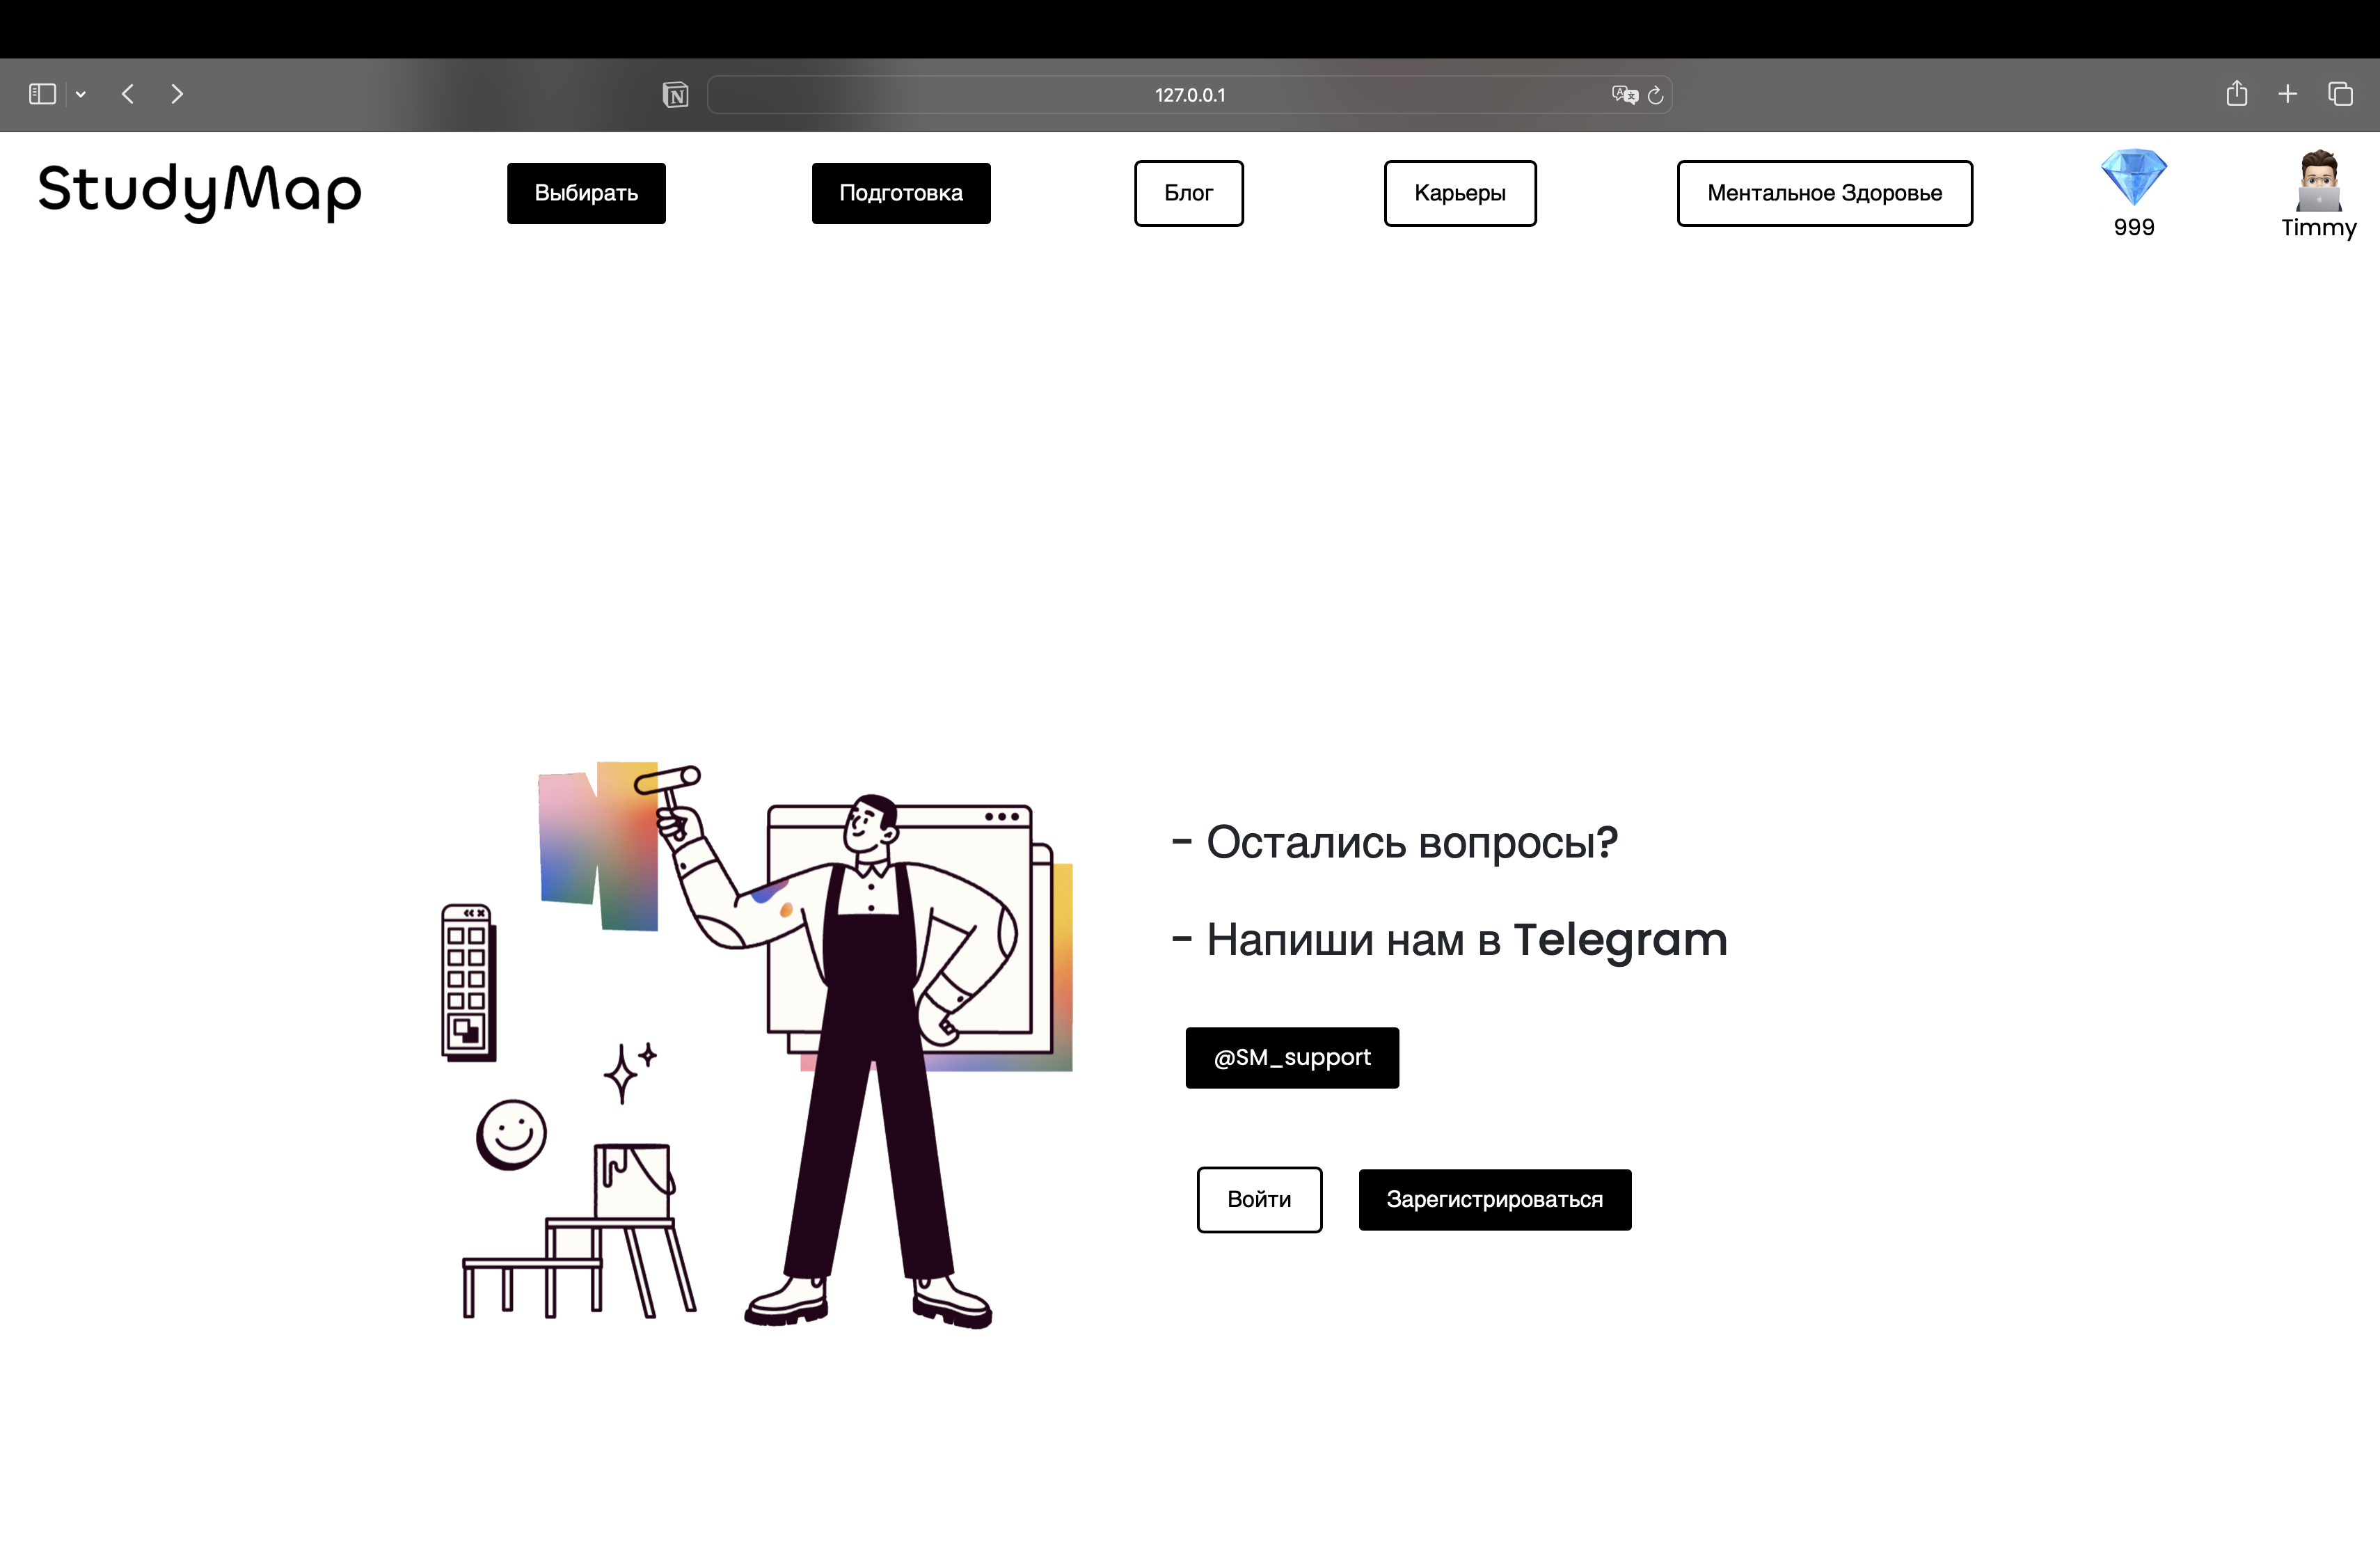 127.0.0.1
StudyMap
Выбирать
Подготовка
Блог
Карьеры
Ментальное Здоровье
999
Timmy
- Остались вопросы?
- Напиши нам в Telegram
@SM_support
Войти
Зарегистрироваться